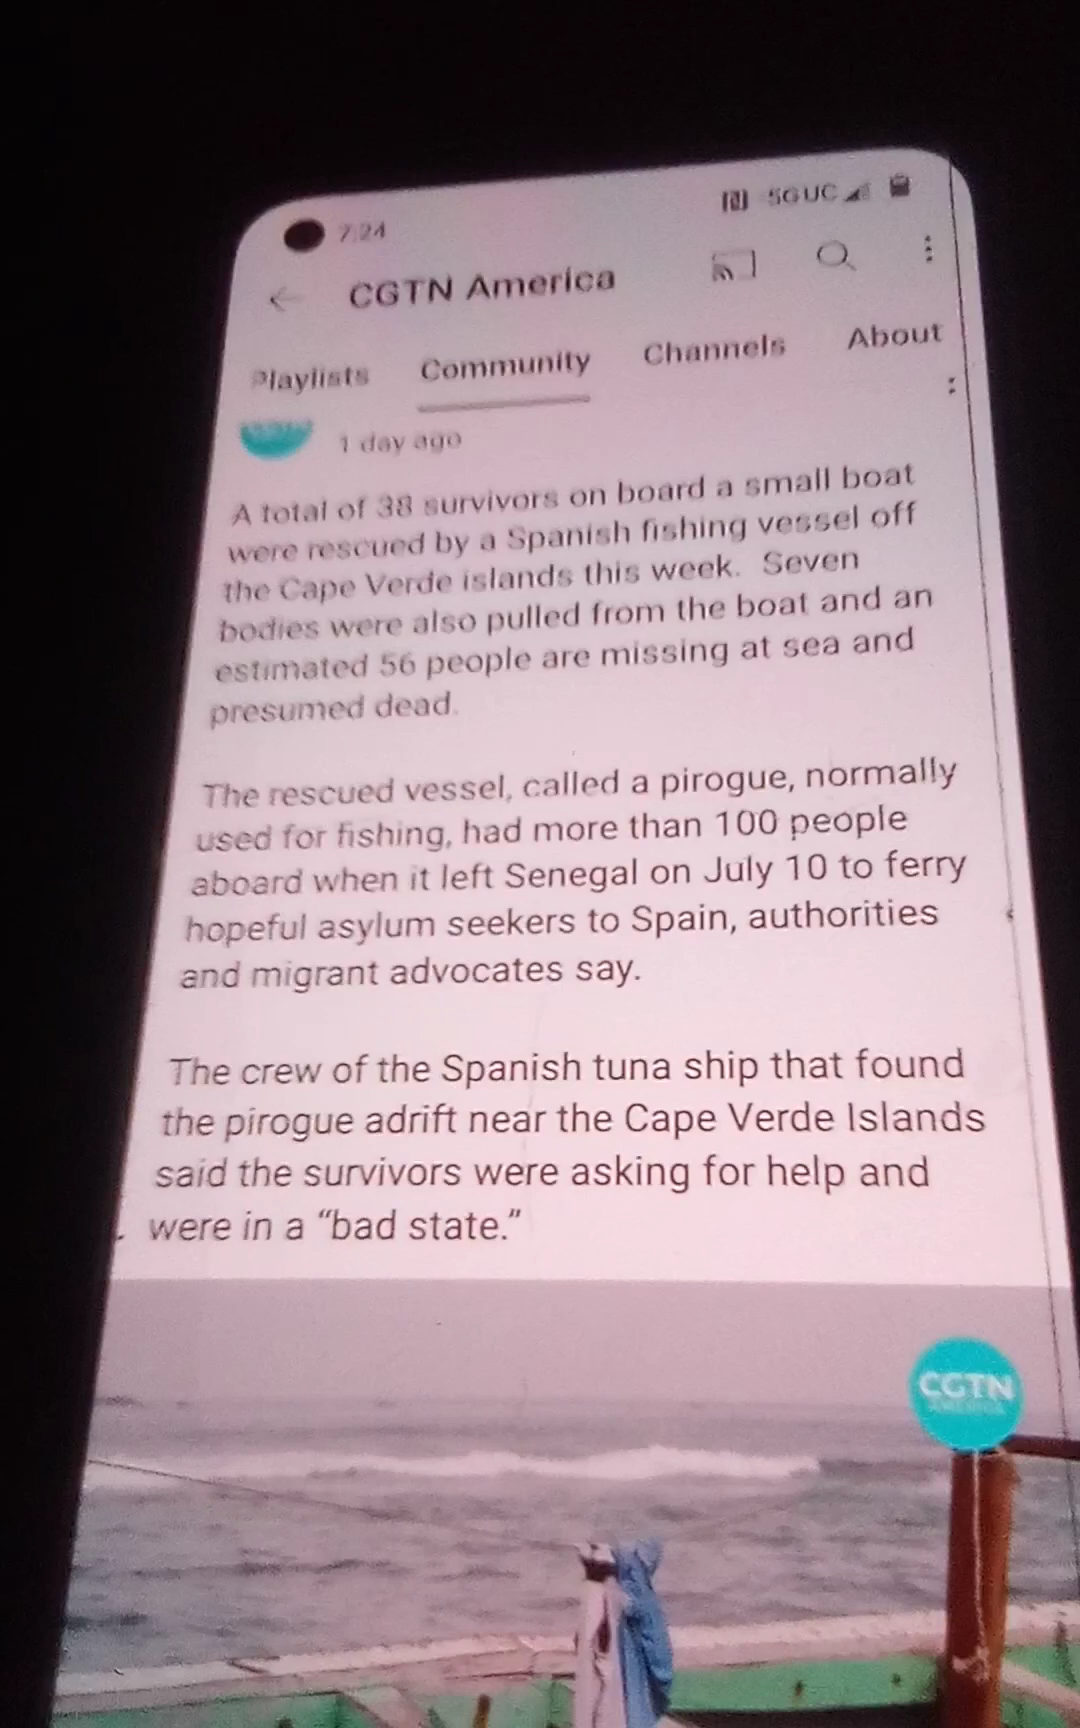 7:24
5G UC
CGTN America
Playlists Community Channels About
1 day ago
A total of 38 survivors on board a small boat
were rescued by a Spanish fishing vessel off
the Cape Verde islands this week. Seven
bodies were also pulled from the boat and an
estimated 56 people are missing at sea and
presumed dead.
The rescued vessel, called a pirogue, normally
used for fishing, had more than 100 people
aboard when it left Senegal on July 10 to ferry
hopeful asylum seekers to Spain, authorities
and migrant advocates say.
The crew of the Spanish tuna ship that found
the pirogue adrift near the Cape Verde Islands
said the survivors were asking for help and
were in a “bad state.”
CGTN
AMERICA